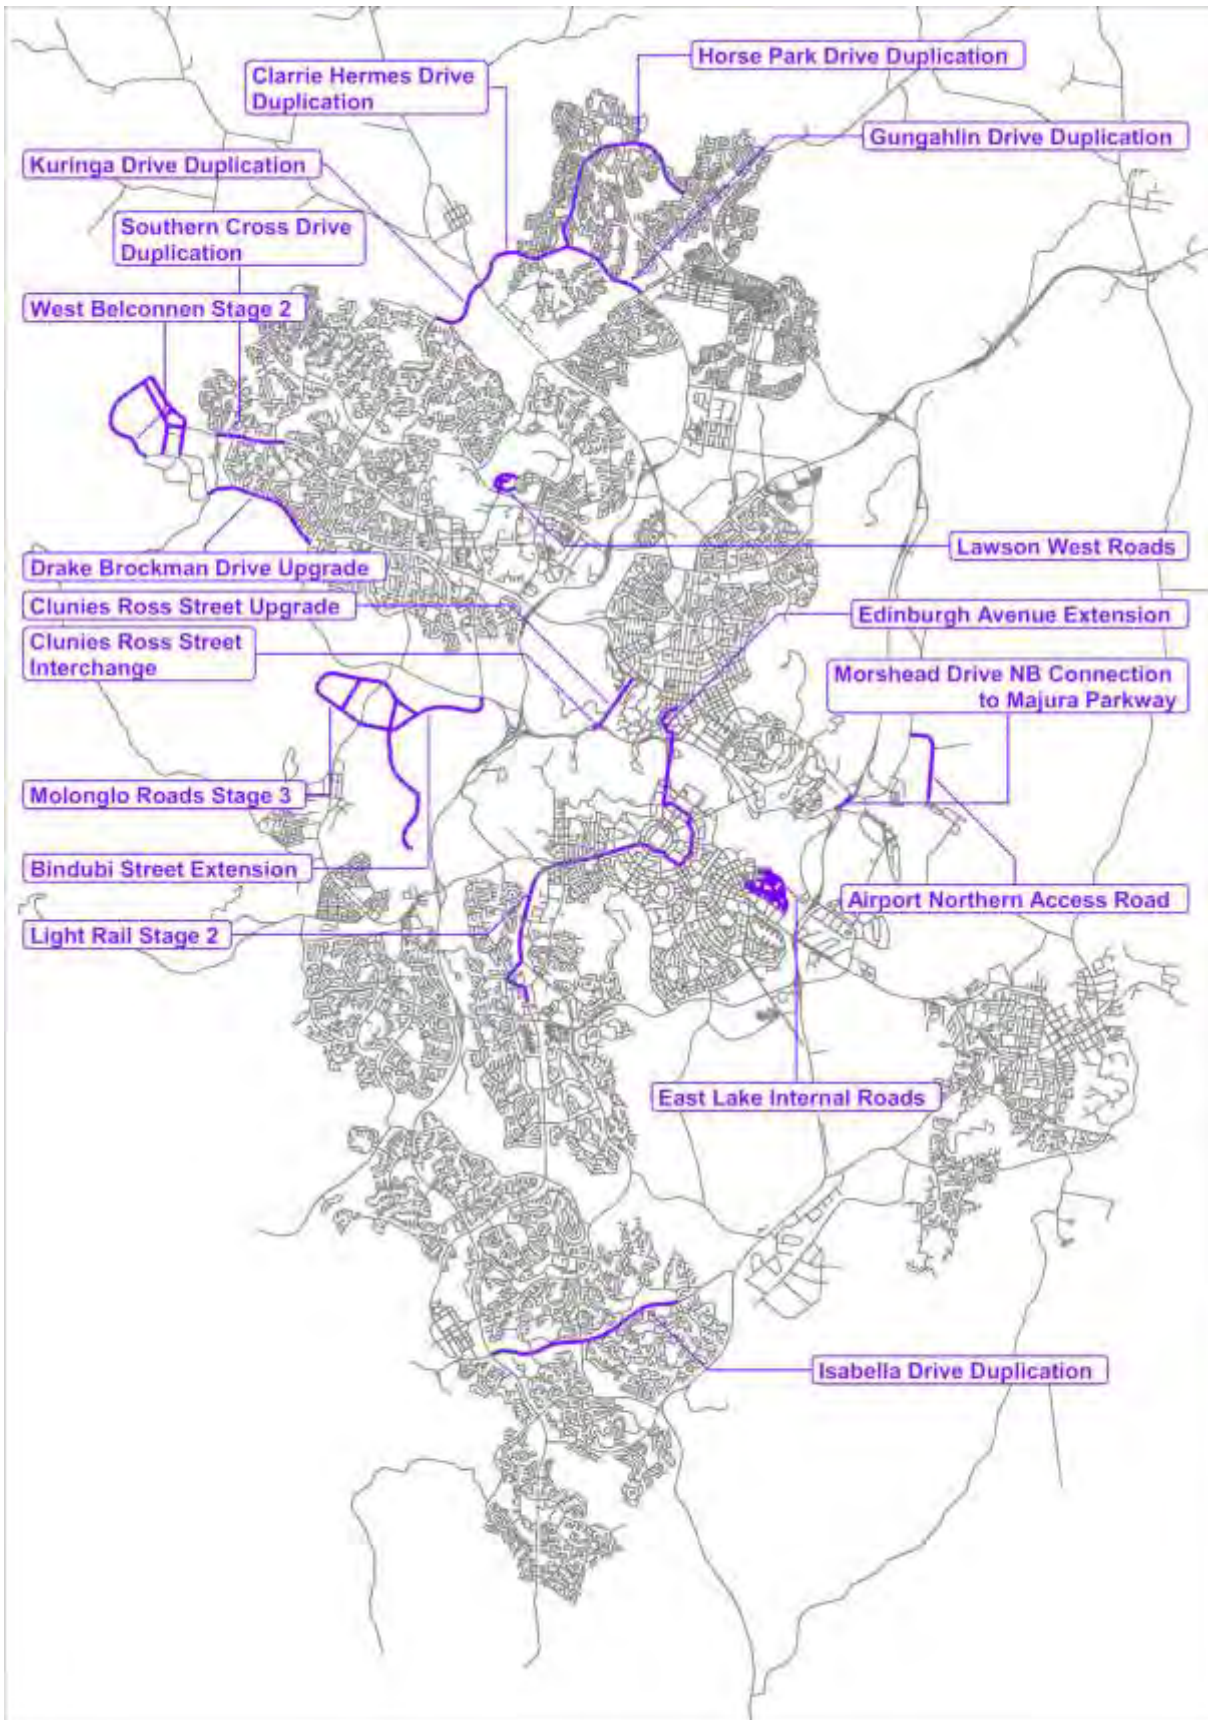 Horse Park Drive Duplication
Clarrie Hermes Drive
Duplication
Gungahlin Drive Duplication
Kuringa Drive Duplication
Southern Cross Drive
Duplication
West Belconnen Stage 2
Lawson West Roads
Drake Brockman Drive Upgrade
Clunies Ross Street Upgrade
Edinburgh Avenue Extension
Clunies Ross Street
Interchange
Morshead Drive NB Connection
to Majura Parkway
Molonglo Roads Stage 3
Bindubi Street Extension
Airport Northern Access Road
Light Rail Stage 2
East Lake Internal Roads
Isabella Drive Duplication